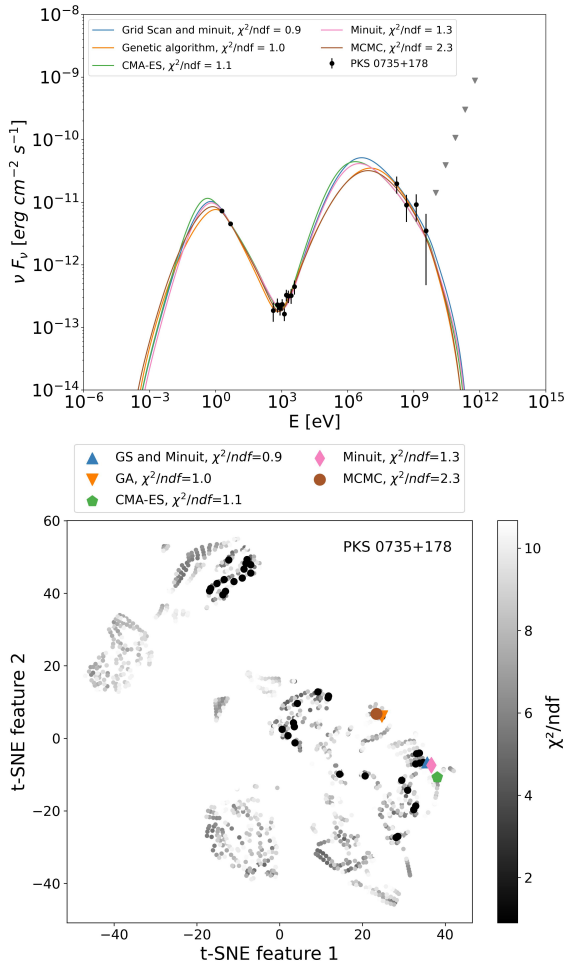 Grid Scan and minuit, χ²/ndf = 0.9
Genetic algorithm, χ²/ndf = 1.0
CMA-ES, χ²/ndf = 1.1
Minuit, χ²/ndf = 1.3
MCMC, χ²/ndf = 2.3
PKS 0735+178
10⁻⁸
10⁻⁹
10⁻¹⁰
10⁻¹¹
10⁻¹²
10⁻¹³
10⁻¹⁴
ν Fᵥ [erg cm⁻² s⁻¹]
10⁻⁶ 10⁻³ 10⁰ 10³ 10⁶ 10⁹ 10¹² 10¹⁵
E [eV]
GS and Minuit, χ²/ndf=0.9
GA, χ²/ndf=1.0
CMA-ES, χ²/ndf=1.1
Minuit, χ²/ndf=1.3
MCMC, χ²/ndf=2.3
PKS 0735+178
60
40
20
0
−20
−40
t-SNE feature 2
−40 −20 0 20 40
t-SNE feature 1
10
8
6
4
2
χ²/ndf